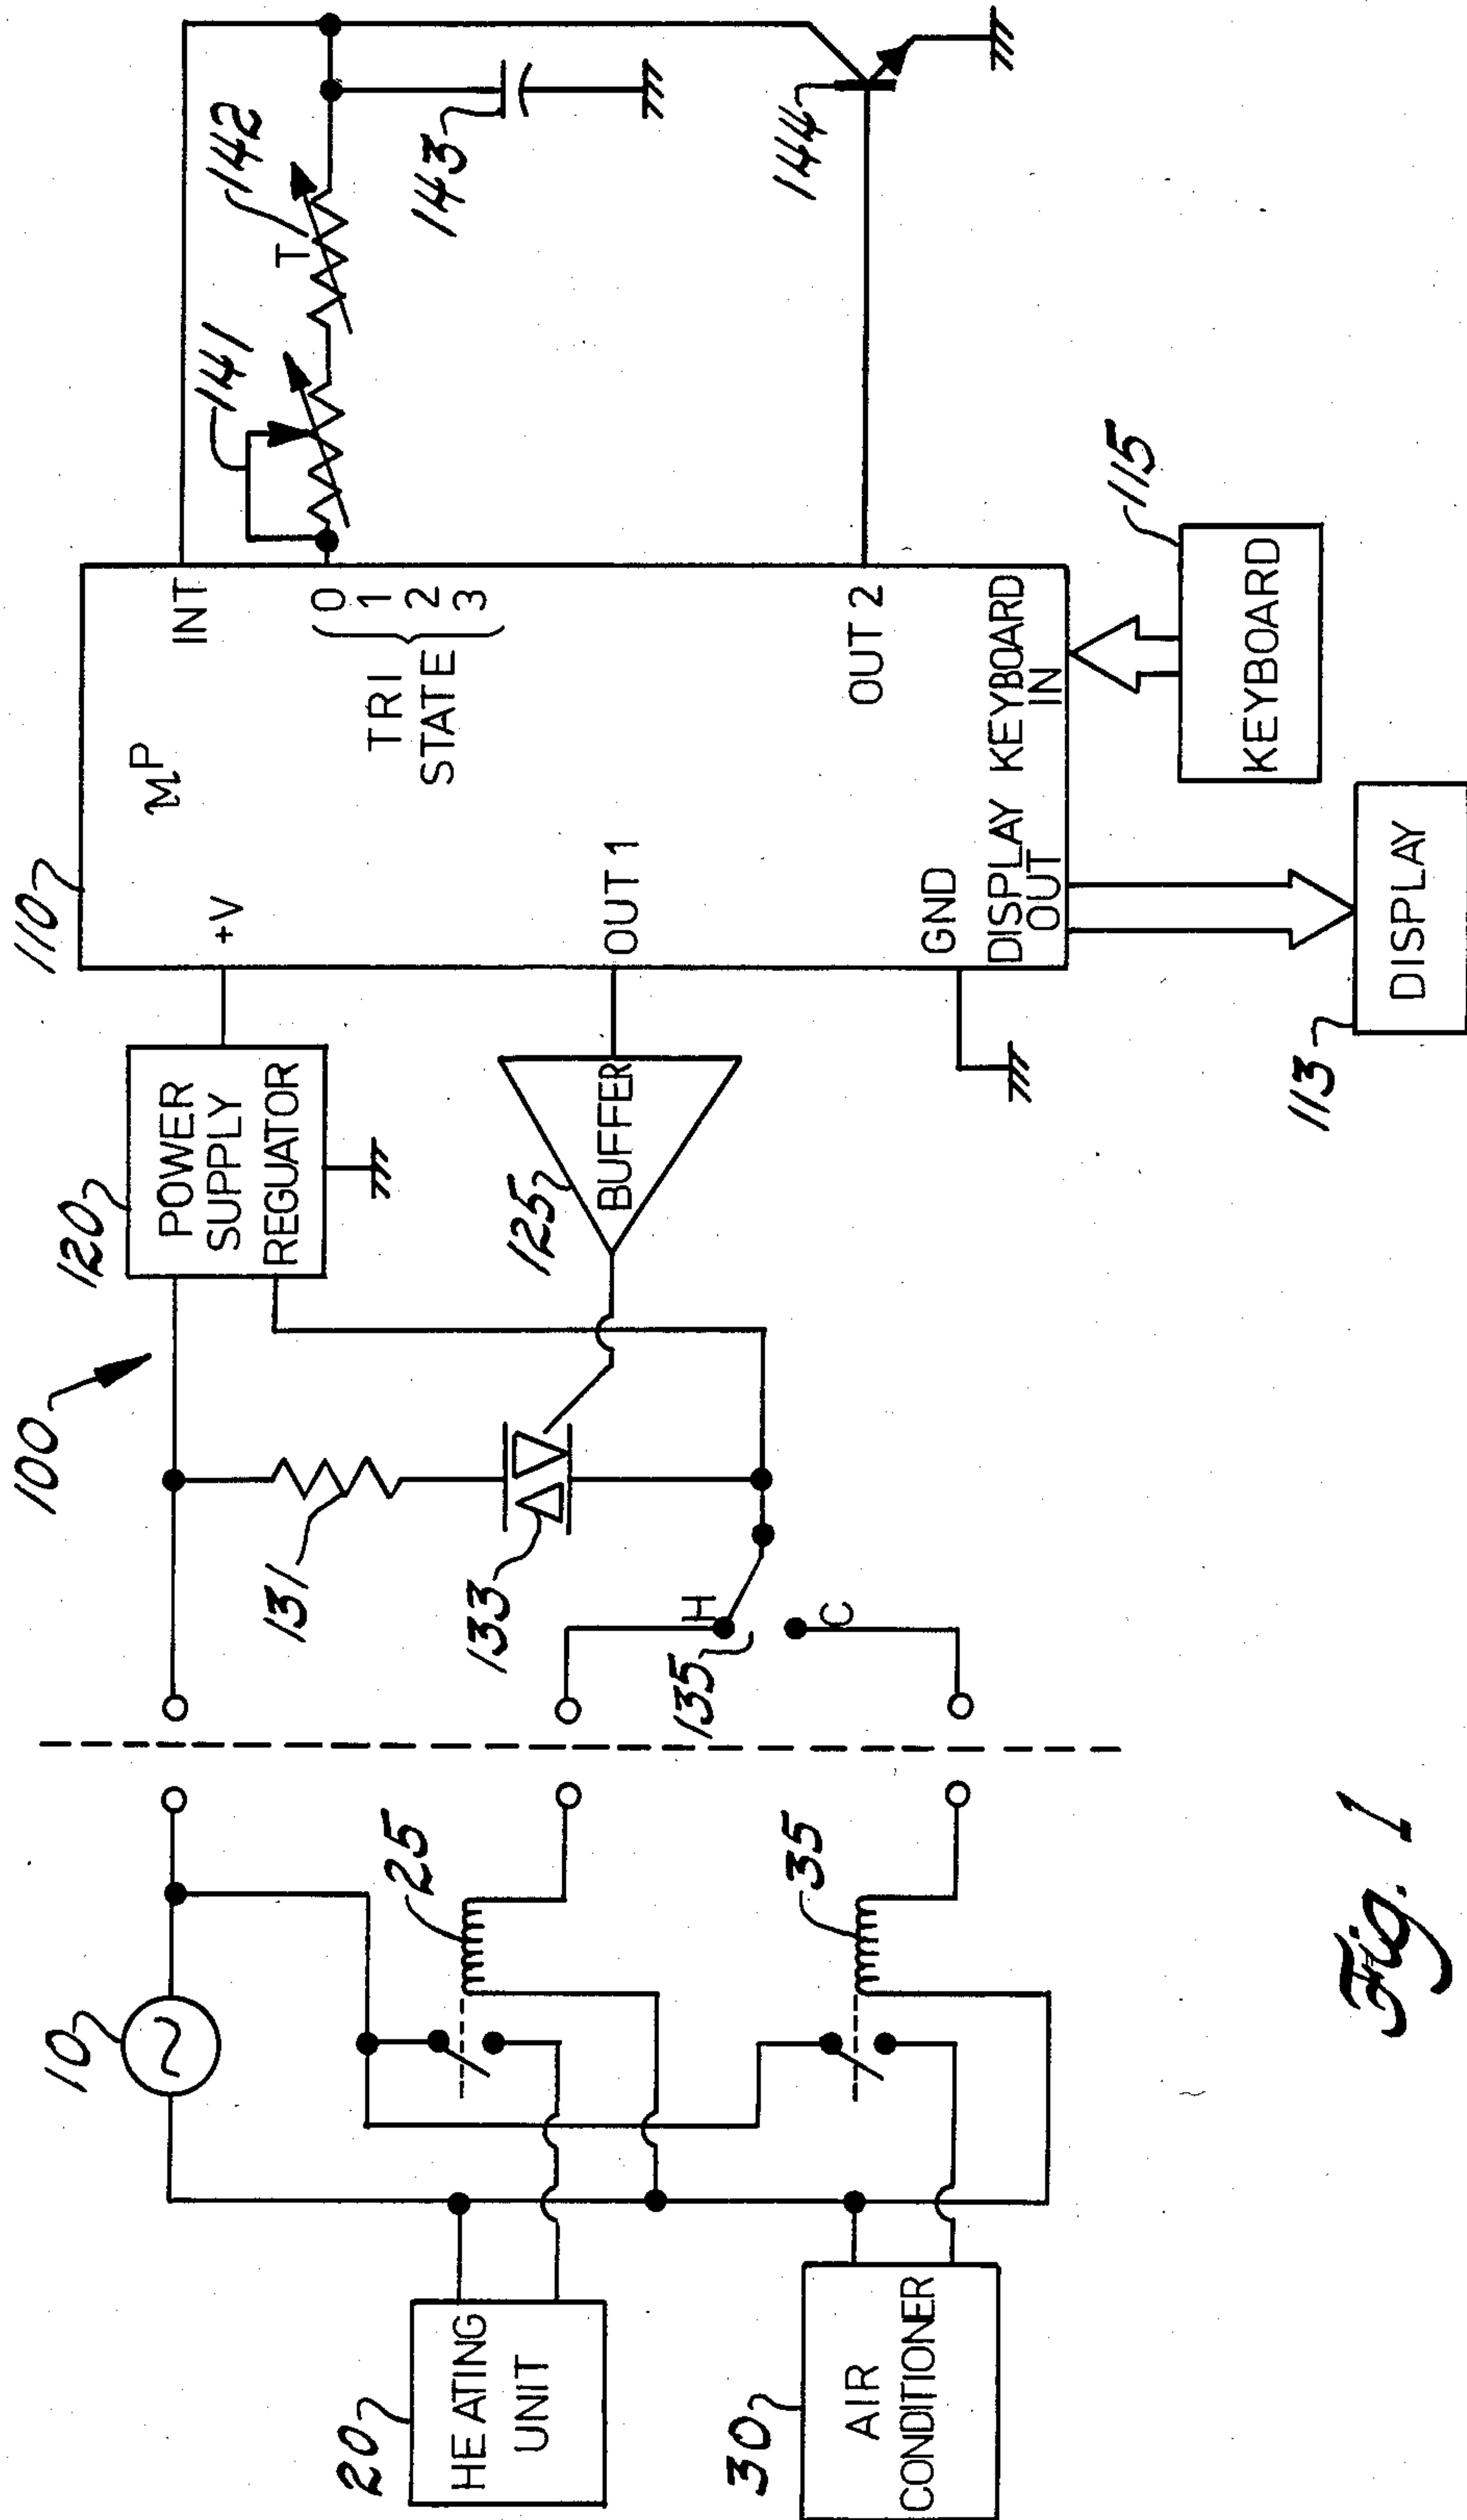 10
20
HEATING
UNIT
30
AIR
CONDITIONER
25
35
100
131
133
135
H
C
120
POWER
SUPPLY
REGUATOR
125
BUFFER
110
+V
MP
INT
TRI
STATE
0
1
2
3
OUT 1
OUT 2
GND
DISPLAY
OUT
KEYBOARD
IN
113
DISPLAY
115
KEYBOARD
141
142
T
143
144
Fig. 1